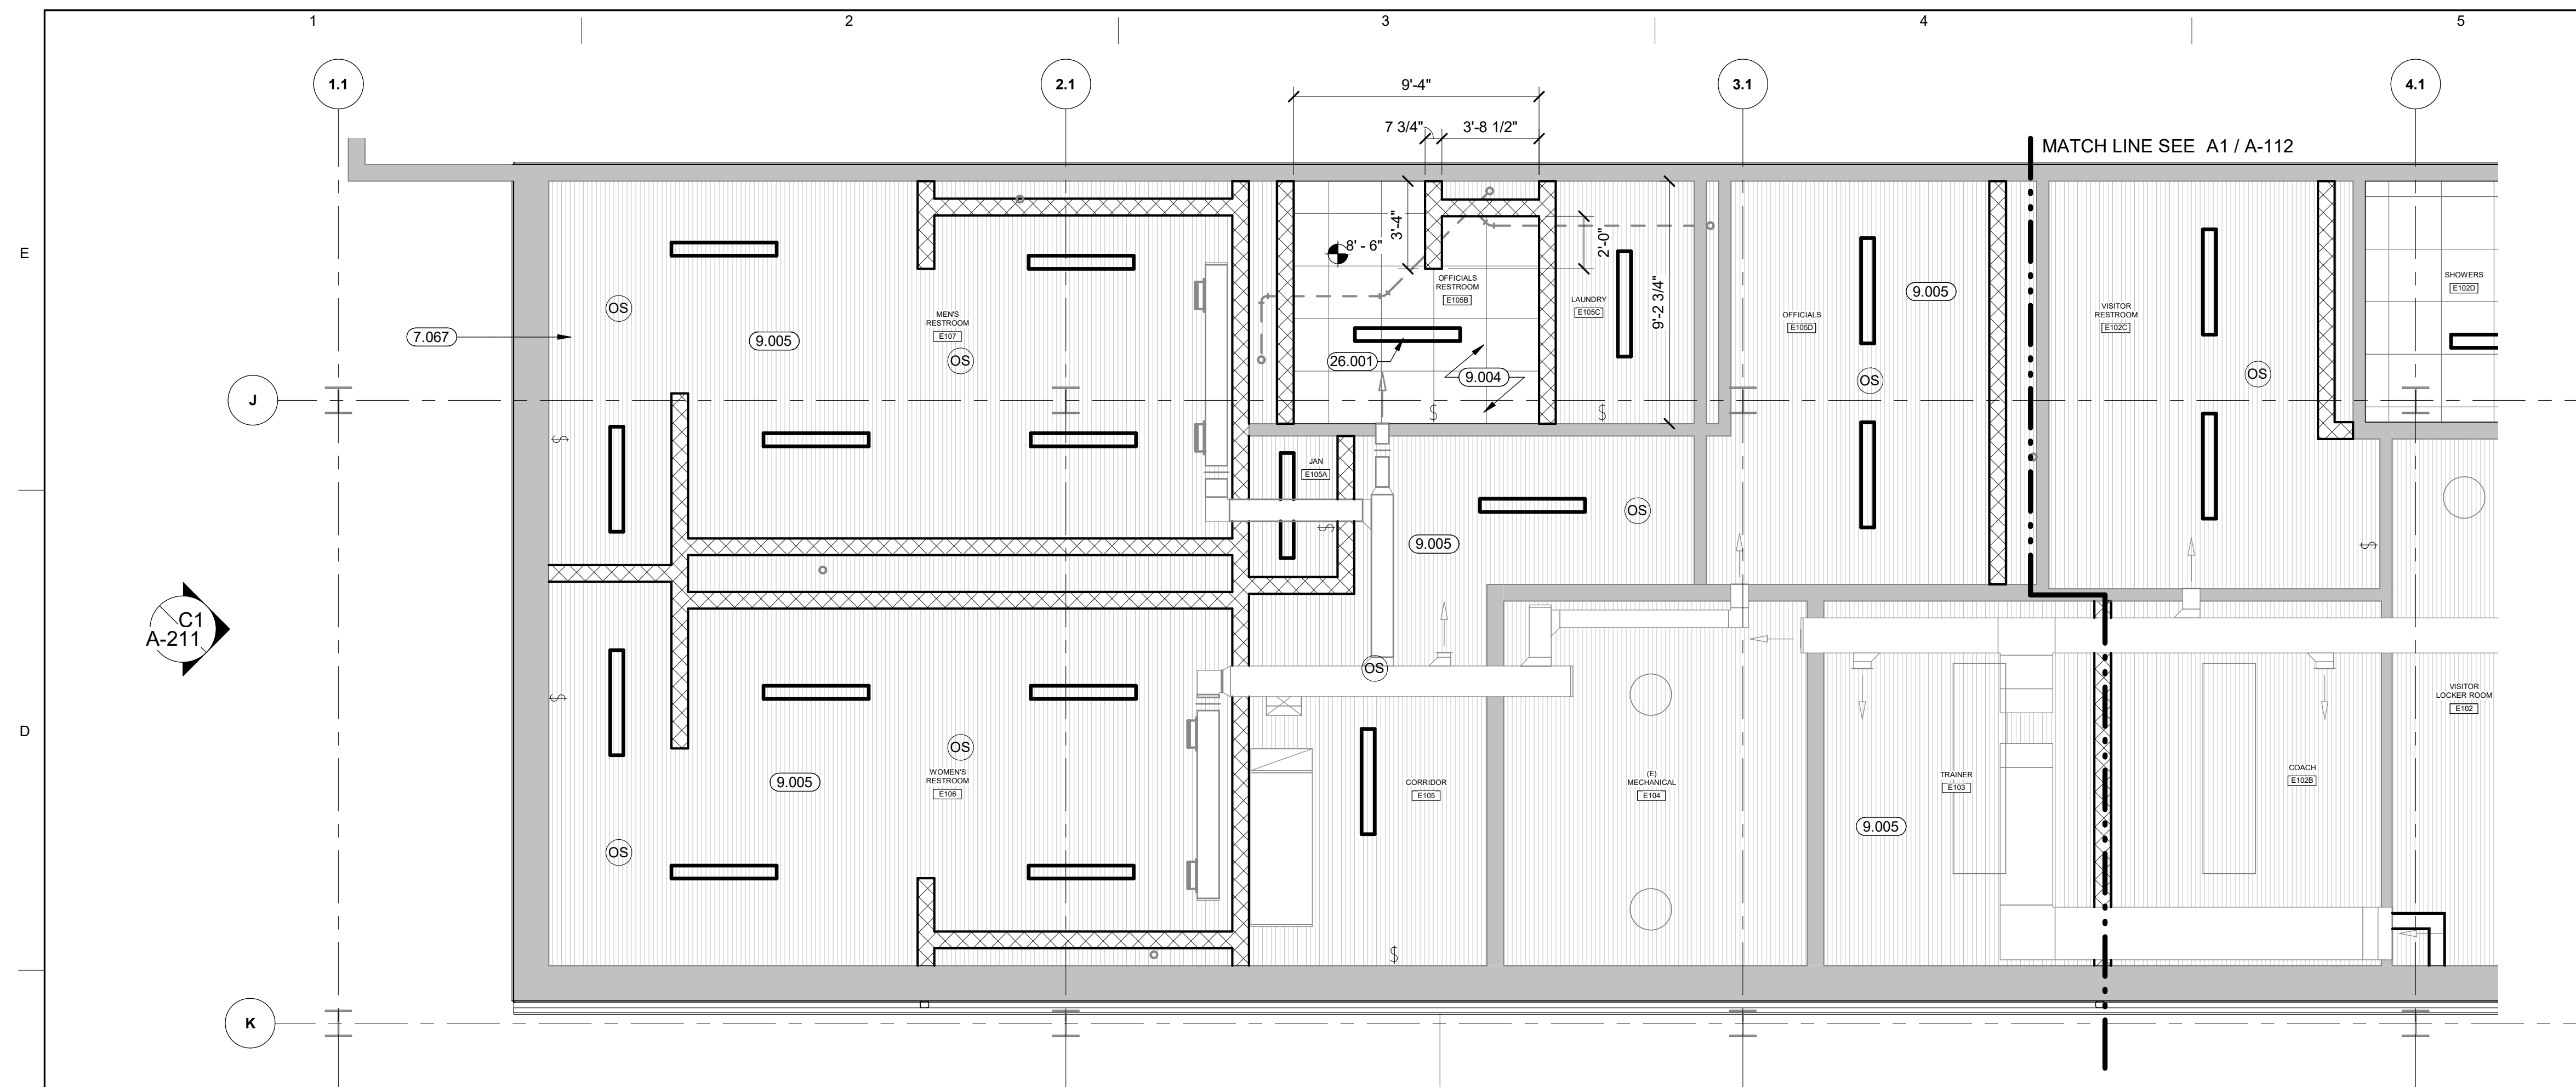 1 2 3 4 5
1.1 2.1 3.1 4.1
9'-4"
7 3/4" 3'-8 1/2"
MATCH LINE SEE A1 / A-112
E
8' - 6"
3'-4"
2'-0"
9'-2 3/4"
OFFICIALS
RESTROOM
E105B
LAUNDRY
E105C
SHOWERS
E102D
9.005
OS
MEN'S
RESTROOM
E107
OFFICIALS
E105D
VISITOR
RESTROOM
E102C
7.067
9.005
OS
26.001
9.004
OS
OS
J
$
$
$
JAN
E105A
$
OS
9.005
$
C1
A-211
OS
$
VISITOR
LOCKER ROOM
E102
D
OS
WOMEN'S
RESTROOM
E106
9.005
CORRIDOR
E105
(E)
MECHANICAL
E104
TRAINER
E103
COACH
E102B
9.005
OS
$
K